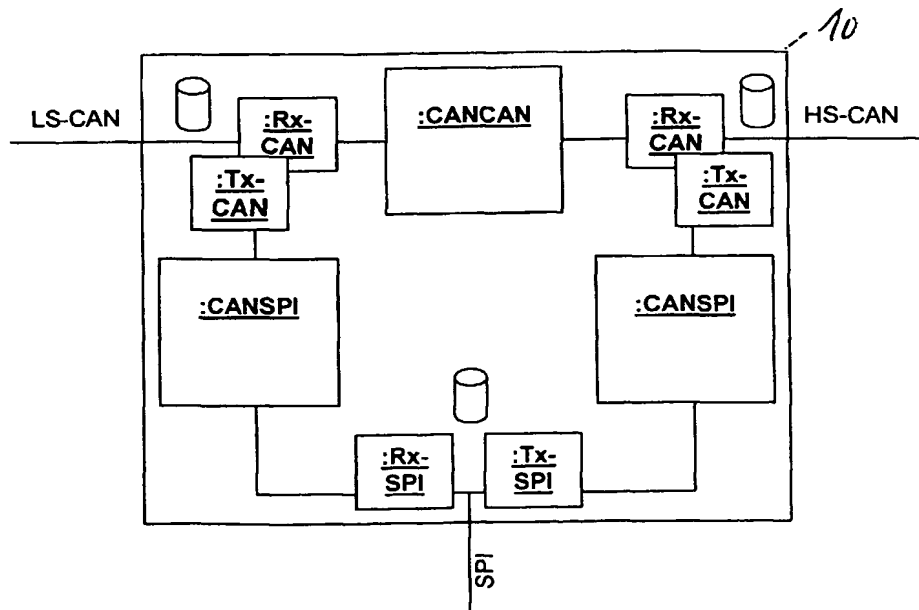 10
LS-CAN
:Rx-
CAN
:Tx-
CAN
:CANCAN
:Rx-
CAN
:Tx-
CAN
HS-CAN
:CANSPI
:CANSPI
:Rx-
SPI
:Tx-
SPI
SPI